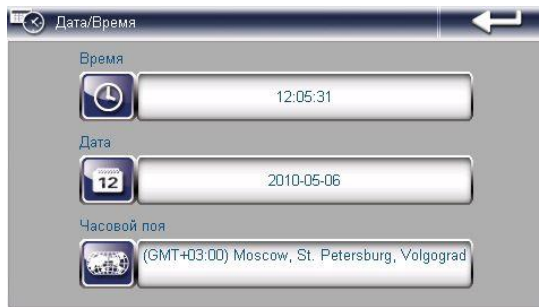 Дата/Время
Время
12:05:31
Дата
12
2010-05-06
Часовой поя
(GMT+03:00) Moscow, St. Petersburg, Volgograd